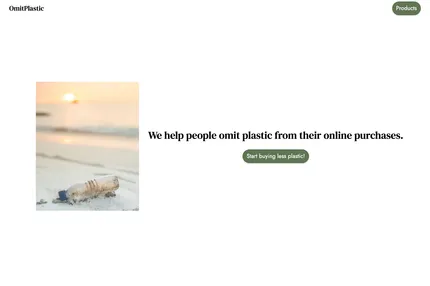 OmitPlastic
Products
We help people omit plastic from their online purchases.
Start buying less plastic!